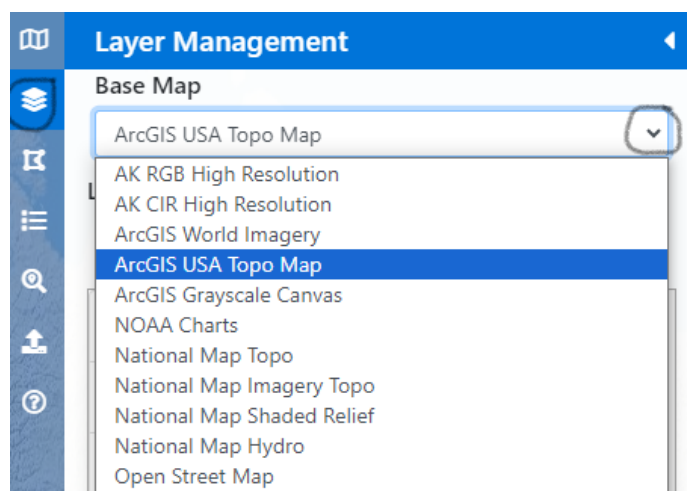 Layer Management
Base Map
ArcGIS USA Topo Map
AK RGB High Resolution
AK CIR High Resolution
ArcGIS World Imagery
ArcGIS USA Topo Map
ArcGIS Grayscale Canvas
NOAA Charts
National Map Topo
National Map Imagery Topo
National Map Shaded Relief
National Map Hydro
Open Street Map